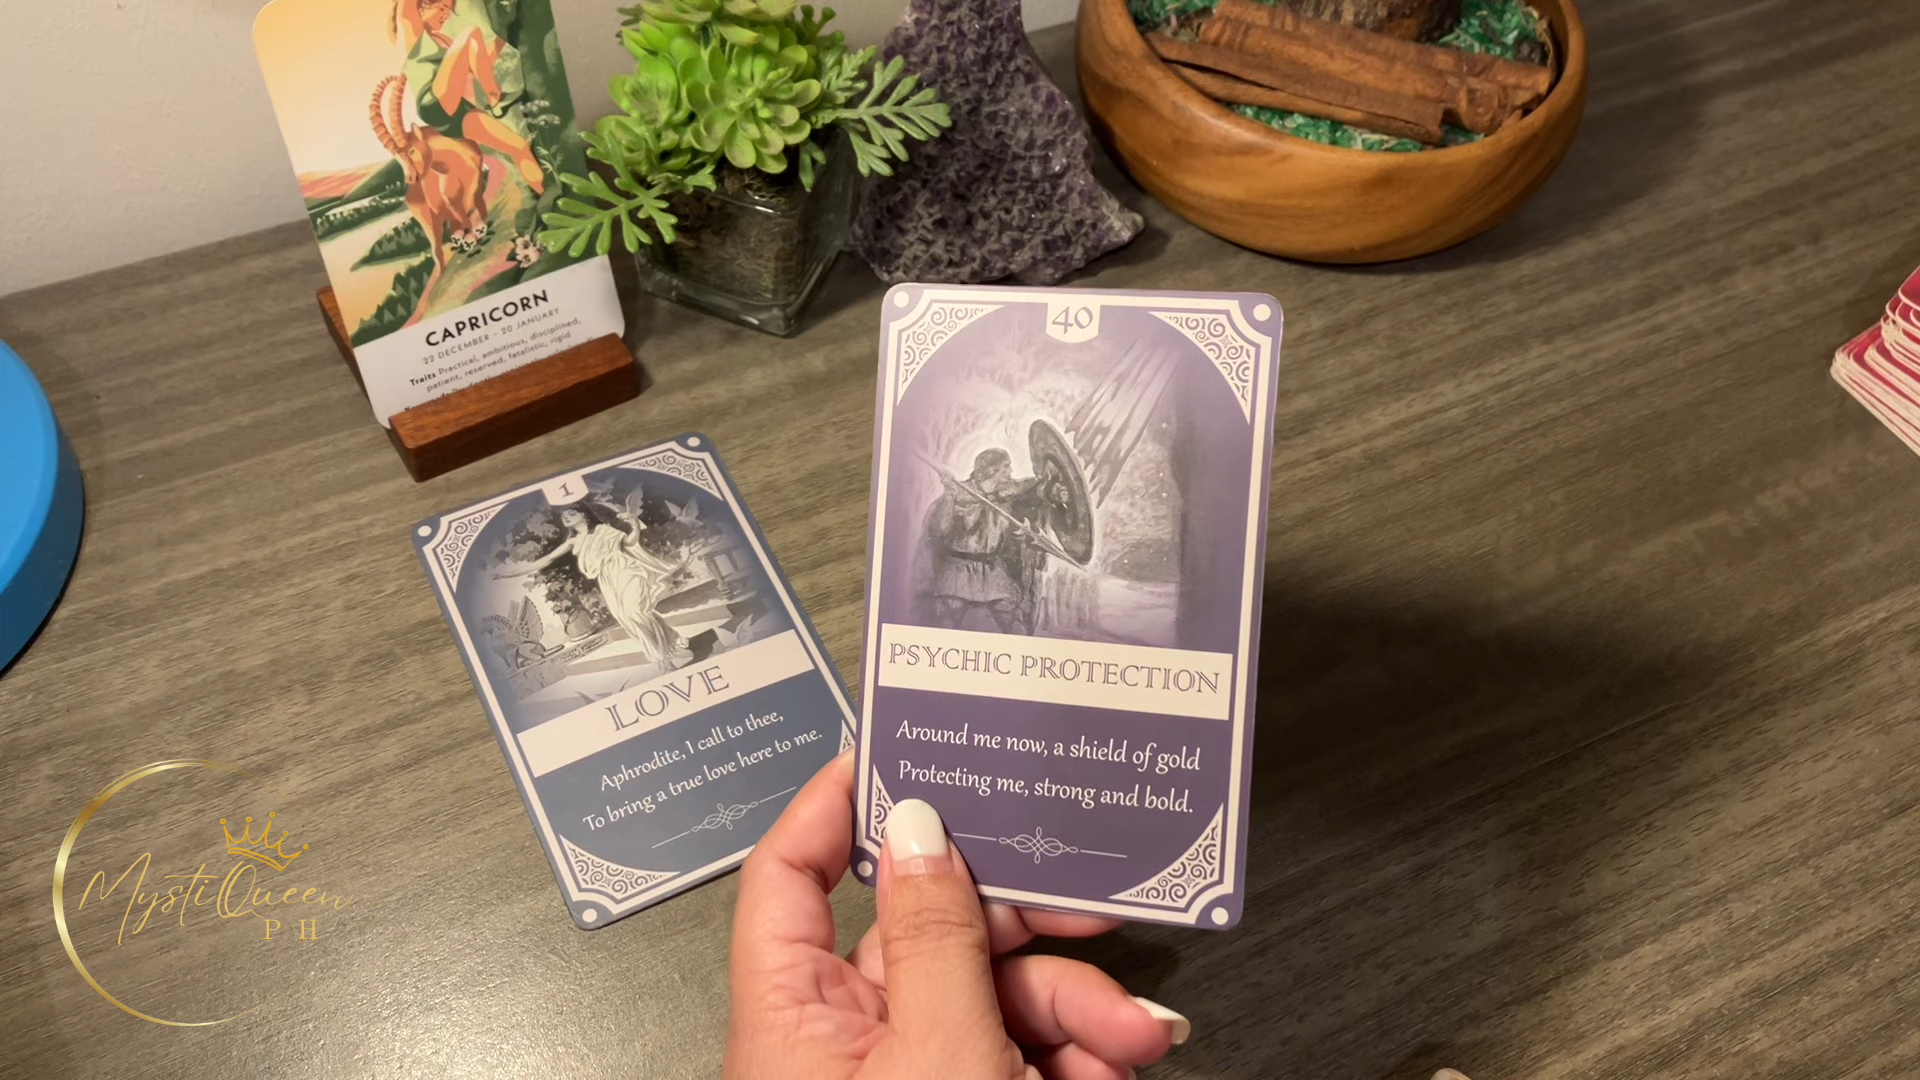 CAPRICORN
22 DECEMBER - 20 JANUARY
Traits Practical, ambitious, disciplined,
patient, reserved, fatalistic, rigid
1
LOVE
Aphrodite, I call to thee,
To bring a true love here to me.
40
PSYCHIC PROTECTION
Around me now, a shield of gold
Protecting me, strong and bold.
MystiQueen
PH